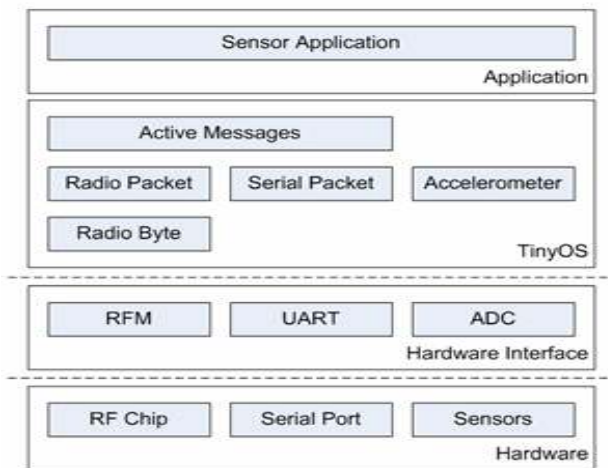 Sensor Application
Application
Active Messages
Radio Packet Serial Packet Accelerometer
Radio Byte
TinyOS
RFM UART ADC
Hardware Interface
RF Chip Serial Port Sensors
Hardware